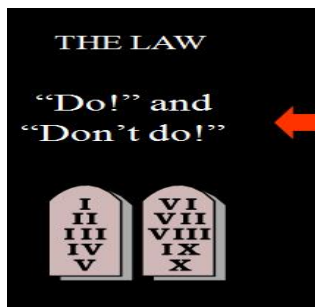 THE LAW
“Do!” and
“Don’t do!”
I VI
II VII
III VIII
IV IX
V X